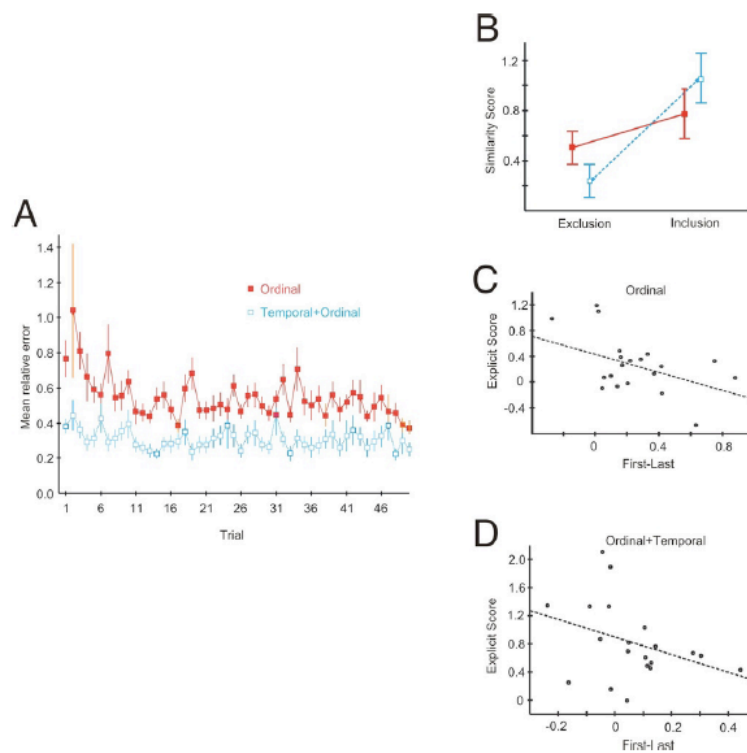 A
1.4
1.2
1.0
0.8
0.6
0.4
0.2
0.0
Mean relative error
Ordinal
Temporal+Ordinal
1 6 11 16 21 26 31 36 41 46
Trial
B
1.2
0.8
0.4
Similarity Score
Exclusion Inclusion
C
Ordinal
1.2
0.8
0.4
0
-0.4
Explicit Score
0 0.4 0.8
First-Last
D
Ordinal+Temporal
2.0
1.6
1.2
0.8
0.4
0
Explicit Score
-0.2 0 0.2 0.4
First-Last